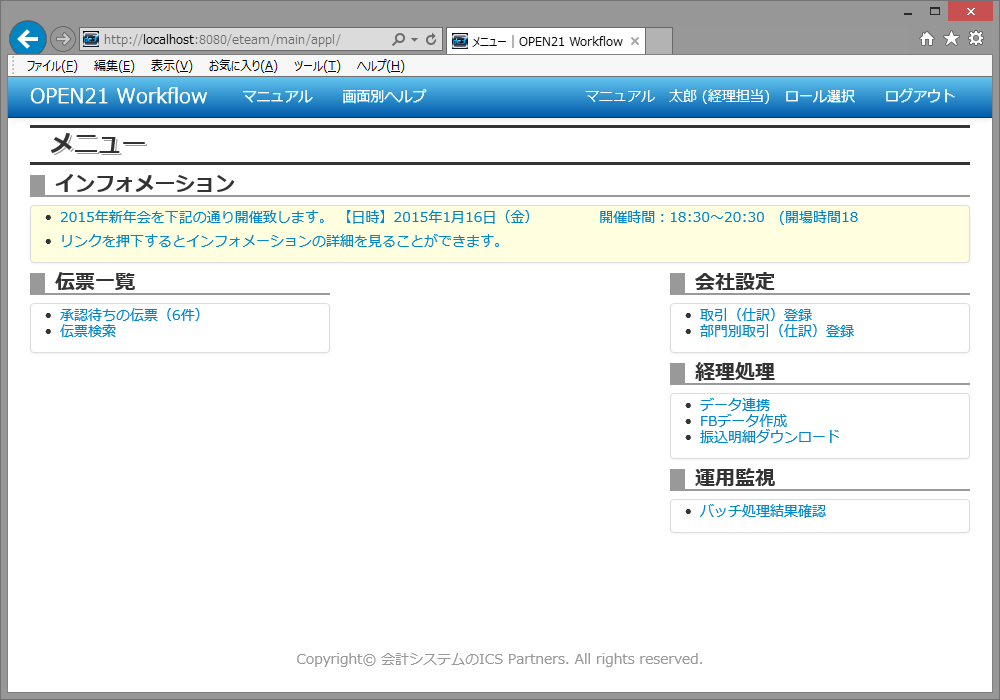 http://localhost:8080/eteam/main/appl/
メニュー | OPEN21 Workflow
ファイル(F) 編集(E) 表示(V) お気に入り(A) ツール(T) ヘルプ(H)
OPEN21 Workflow マニュアル 画面別ヘルプ マニュアル 太郎 (経理担当) ロール選択 ログアウト
メニュー
インフォメーション
2015年新年会を下記の通り開催致します。 【日時】2015年1月16日（金） 開催時間：18:30～20:30 (開場時間18
リンクを押下するとインフォメーションの詳細を見ることができます。
伝票一覧
承認待ちの伝票（6件）
伝票検索
会社設定
取引（仕訳）登録
部門別取引（仕訳）登録
経理処理
データ連携
FBデータ作成
振込明細ダウンロード
運用監視
バッチ処理結果確認
Copyright© 会計システムのICS Partners. All rights reserved.